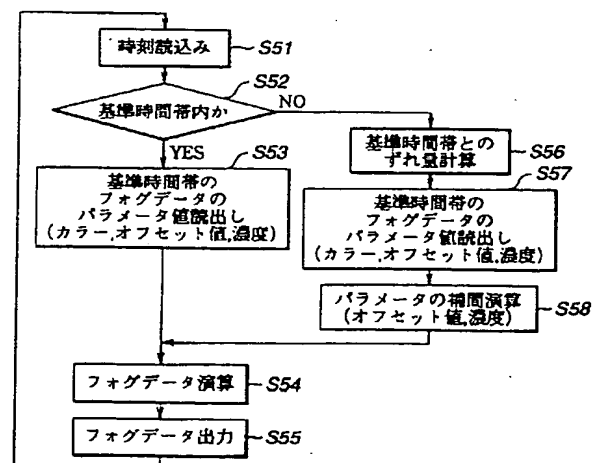 時刻読込み
S51
S52
基準時間帯内か
NO
YES
S53
基準時間帯の
フォグデータの
パラメータ値読出し
(カラー,オフセット値,濃度)
基準時間帯との
ずれ量計算
S56
S57
基準時間帯の
フォグデータの
パラメータ値読出し
(カラー,オフセット値,濃度)
パラメータの補間演算
(オフセット値,濃度)
S58
フォグデータ演算
S54
フォグデータ出力
S55